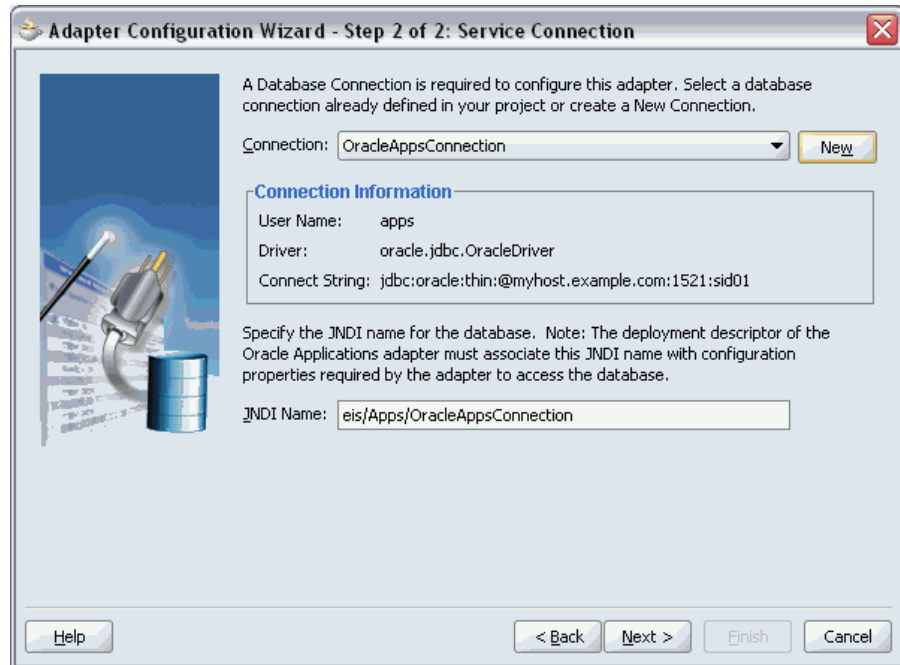 Adapter Configuration Wizard - Step 2 of 2: Service Connection
A Database Connection is required to configure this adapter. Select a database
connection already defined in your project or create a New Connection.
Connection: OracleAppsConnection New
Connection Information
User Name: apps
Driver: oracle.jdbc.OracleDriver
Connect String: jdbc:oracle:thin:@myhost.example.com:1521:sid01
Specify the JNDI name for the database. Note: The deployment descriptor of the
Oracle Applications adapter must associate this JNDI name with configuration
properties required by the adapter to access the database.
JNDI Name: eis/Apps/OracleAppsConnection
Help < Back Next > Finish Cancel